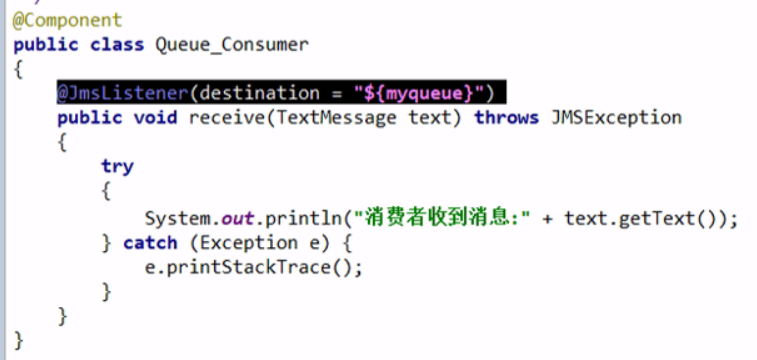 @Component
public class Queue_Consumer
{
    @JmsListener(destination = "${myqueue}")
    public void receive(TextMessage text) throws JMSException
    {
        try
        {
            System.out.println("消费者收到消息:" + text.getText());
        } catch (Exception e) {
            e.printStackTrace();
        }
    }
}